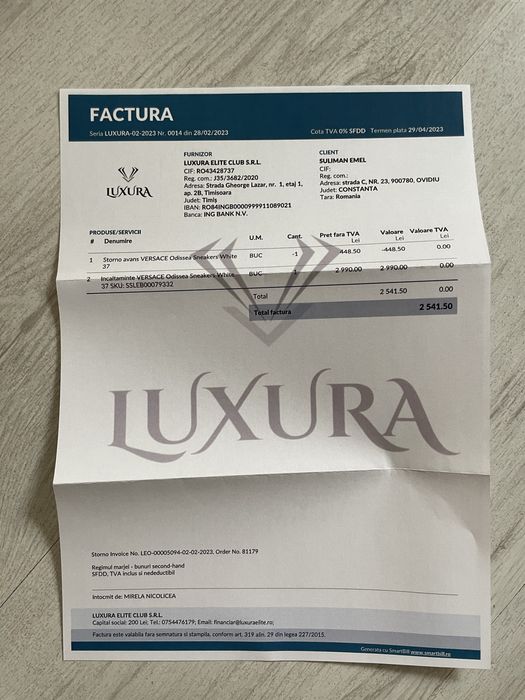 FACTURA
Seria LUXURA-02-2023 Nr. 0014 din 28/02/2023
Cota TVA 0% SFDD Termen plata 29/04/2023
LUXURA
FURNIZOR
LUXURA ELITE CLUB S.R.L.
CIF: RO43428737
Reg. com.: J35/3682/2020
Adresa: Strada Gheorge Lazar, nr. 1, etaj 1,
ap. 2B, Timisoara
Judet: Timiș
IBAN: RO84INGB0000999911089021
Banca: ING BANK N.V.
CLIENT
SULIMAN EMEL
CIF:
Reg. com.:
Adresa: strada C, NR. 23, 900780, OVIDIU
Judet: CONSTANTA
Tara: Romania
PRODUSE/SERVICII
# Denumire U.M. Cant. Pret fara TVA Valoare Valoare TVA
Lei Lei Lei
1 Storno avans VERSACE Odissea Sneakers White BUC -1 448.50 -448.50 0.00
37
2 Incaltaminte VERSACE Odissea Sneakers White BUC 1 2 990.00 2 990.00 0.00
37 SKU: SSLEB00079332
Total 2 541.50 0.00
Total factura 2 541.50
LUXURA
Storno Invoice No. LEO-00005094-02-02-2023, Order No. 81179
Regimul marjei - bunuri second-hand
SFDD, TVA inclus si nedeductibil
Intocmit de: MIRELA NICOLICEA
LUXURA ELITE CLUB S.R.L.
Capital social: 200 Lei; Tel.: 0754476179; Email: financiar@luxuraelite.ro;
Factura este valabila fara semnatura si stampila, conform art. 319 alin. 29 din legea 227/2015.
Generata cu SmartBill www.smartbill.ro